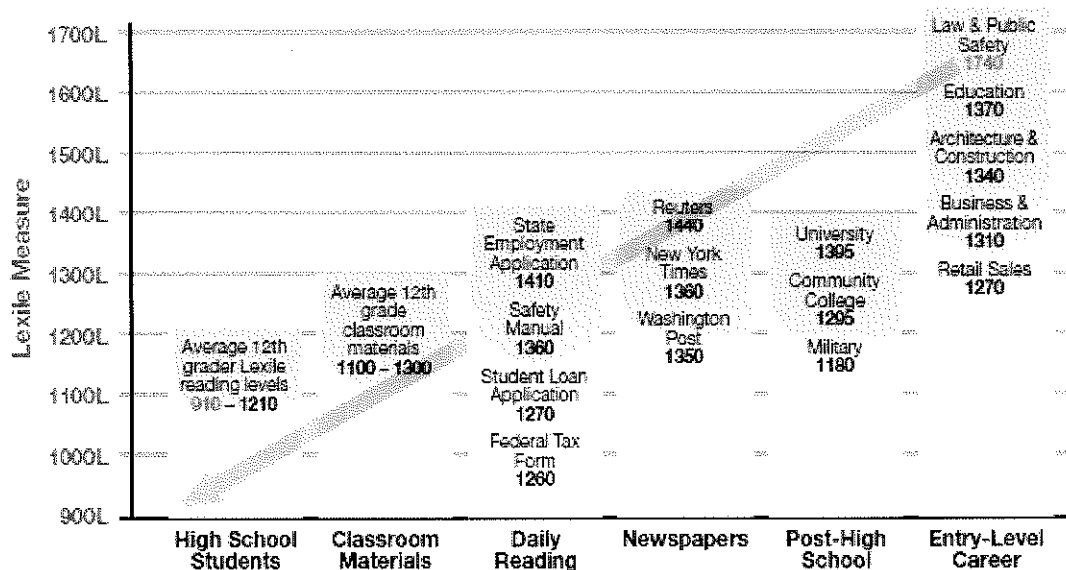 Lexile Measure
1700L
1600L
1500L
1400L
1300L
1200L
1100L
1000L
900L
Average 12th
grader Lexile
reading levels
910 – 1210
Average 12th
grade
classroom
materials
1100 – 1300
State
Employment
Application
1410
Safety
Manual
1360
Student Loan
Application
1270
Federal Tax
Form
1260
Reuters
1440
New York
Times
1360
Washington
Post
1350
University
1395
Community
College
1295
Military
1180
Law & Public
Safety
1740
Education
1370
Architecture &
Construction
1340
Business &
Administration
1310
Retail Sales
1270
High School
Students
Classroom
Materials
Daily
Reading
Newspapers
Post-High
School
Entry-Level
Career